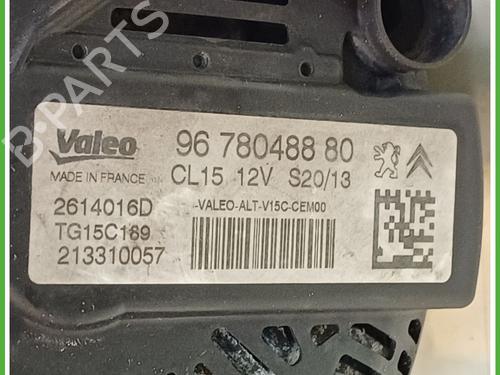 B-PARTS
Valeo
96 780488 80
MADE IN FRANCE
CL15 12V S20/13
2614016D
-VALEO-ALT-V15C-CEM00
TG15C189
213310057